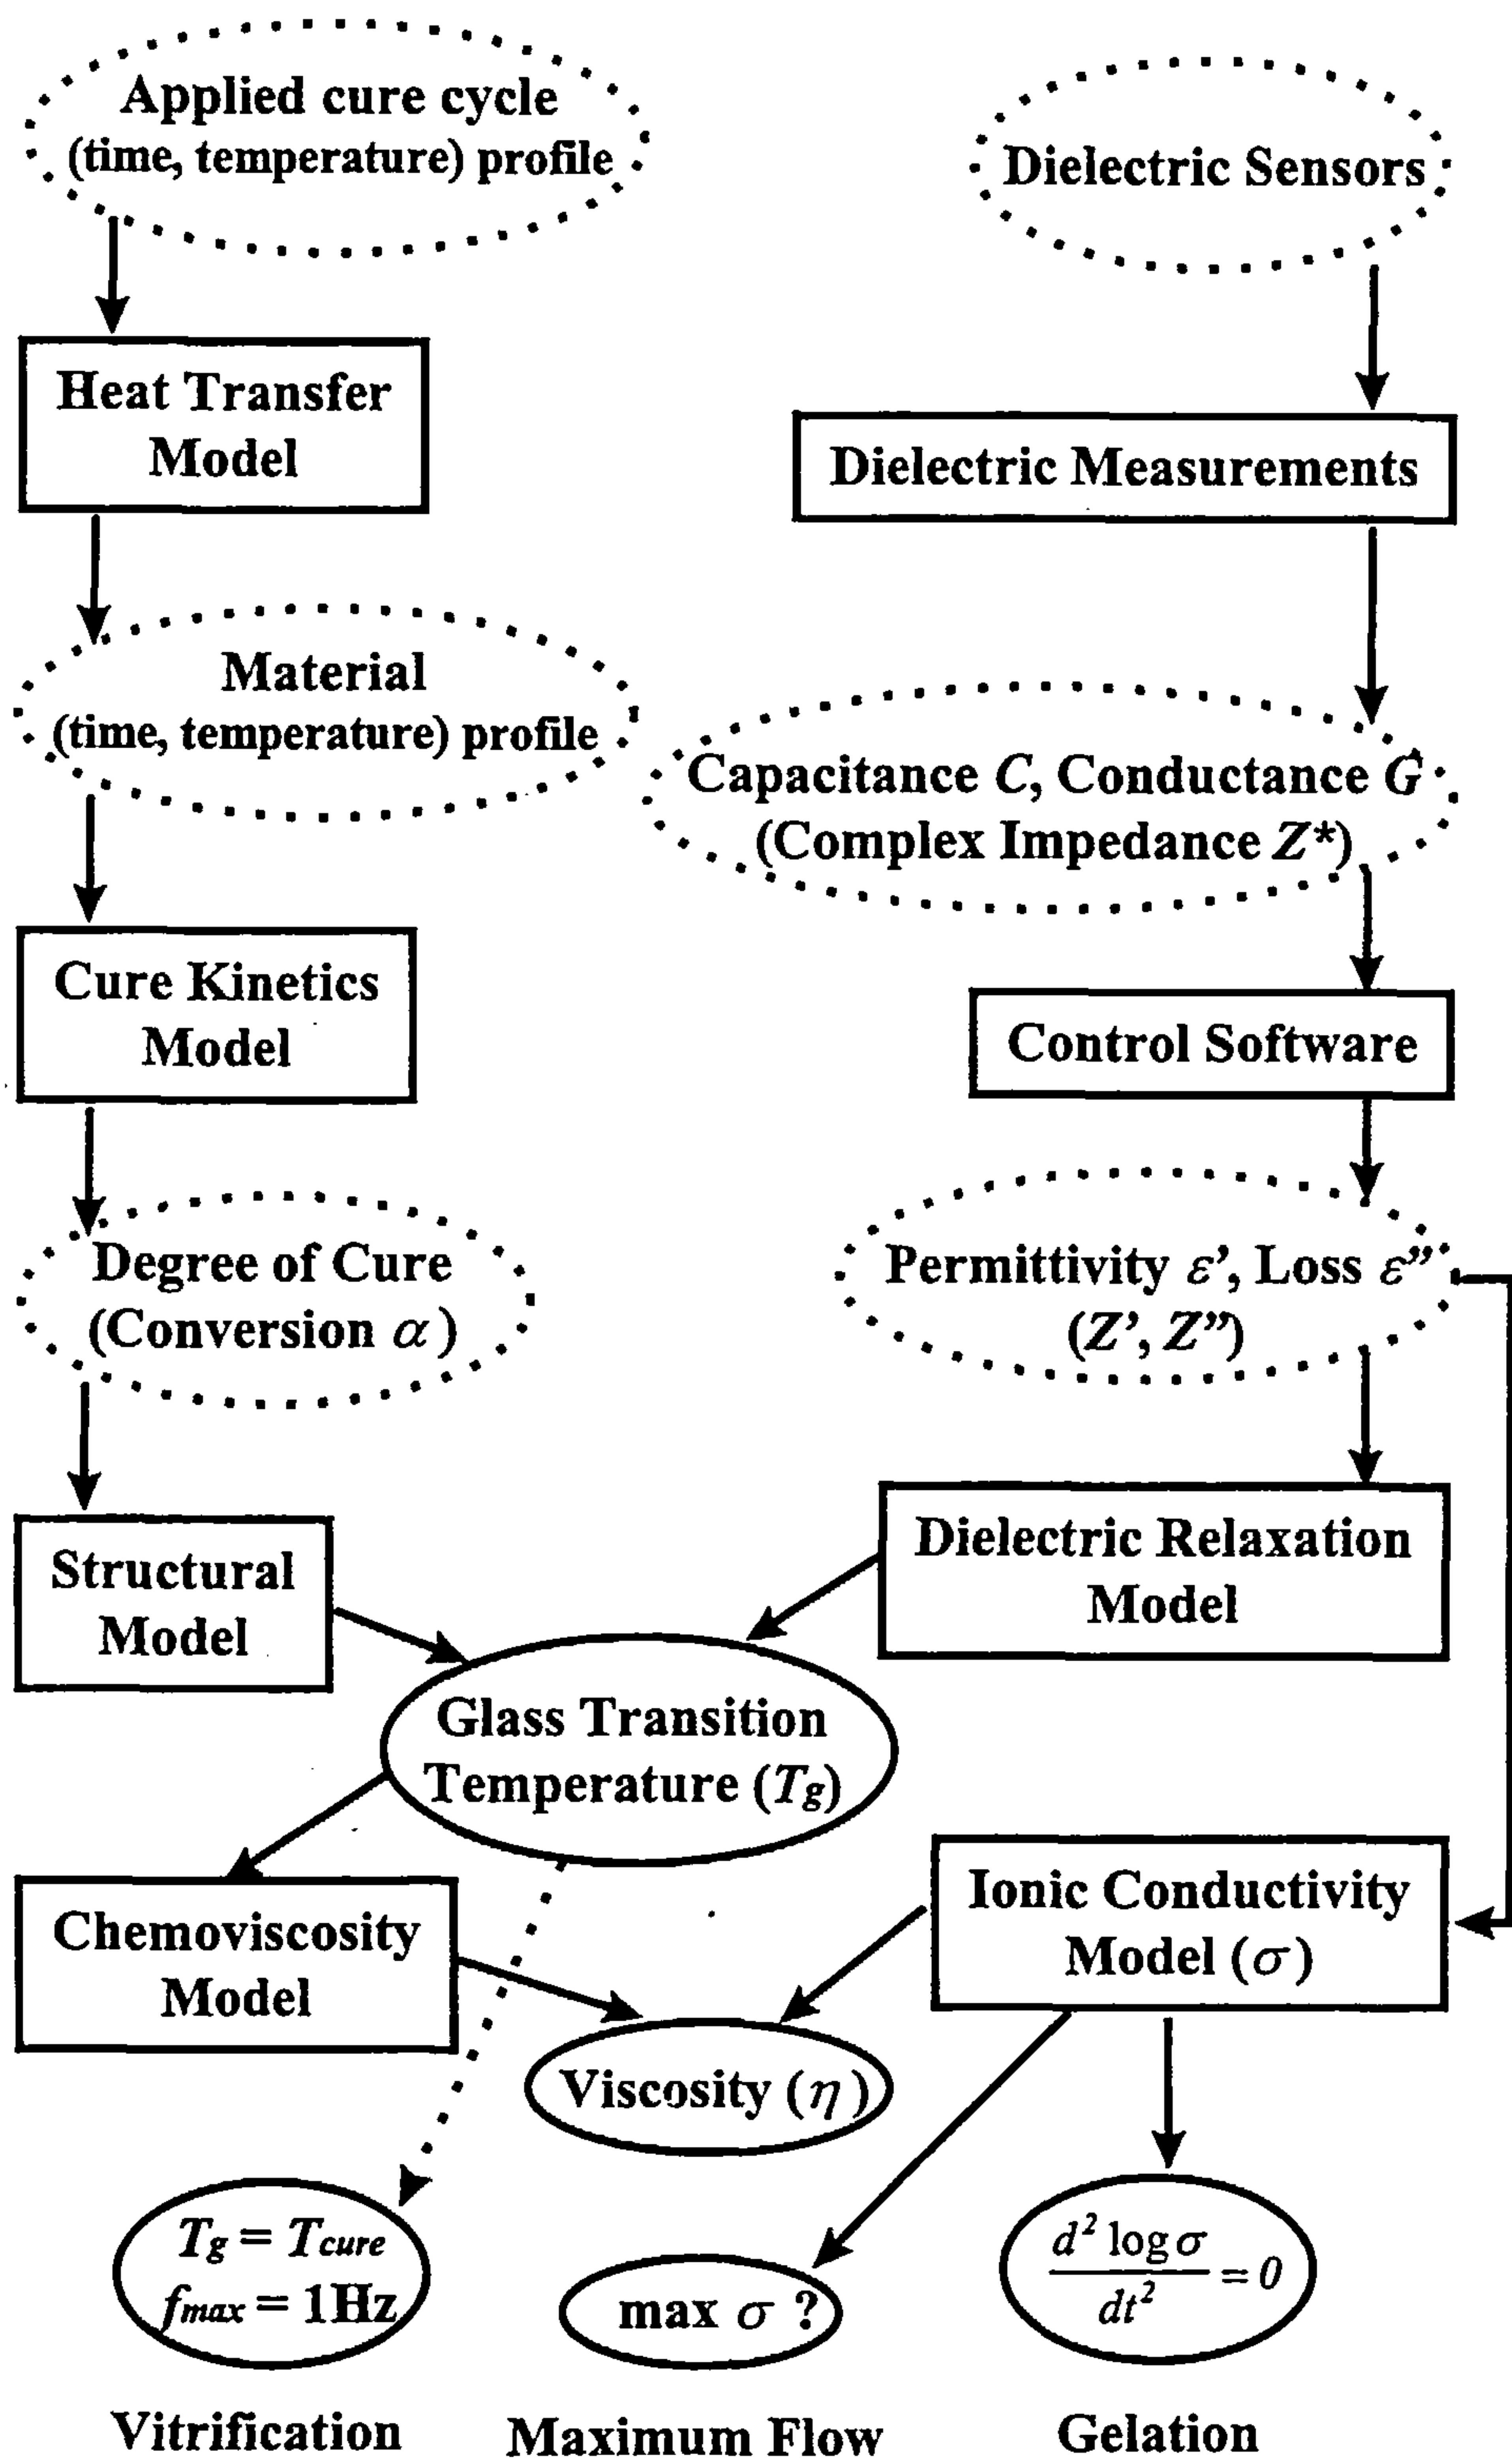 Applied cure cycle
(time, temperature) profile
Dielectric Sensors
Heat Transfer
Model
Dielectric Measurements
Material
(time, temperature) profile
Capacitance C, Conductance G
(Complex Impedance Z*)
Cure Kinetics
Model
Control Software
Degree of Cure
(Conversion α)
Permittivity ε’, Loss ε”
(Z’, Z”)
Structural
Model
Dielectric Relaxation
Model
Glass Transition
Temperature (Tg)
Chemoviscosity
Model
Ionic Conductivity
Model (σ)
Viscosity (η)
Tg = Tcure
fmax = 1Hz
max σ ?
d² log σ
dt²
= 0
Vitrification
Maximum Flow
Gelation